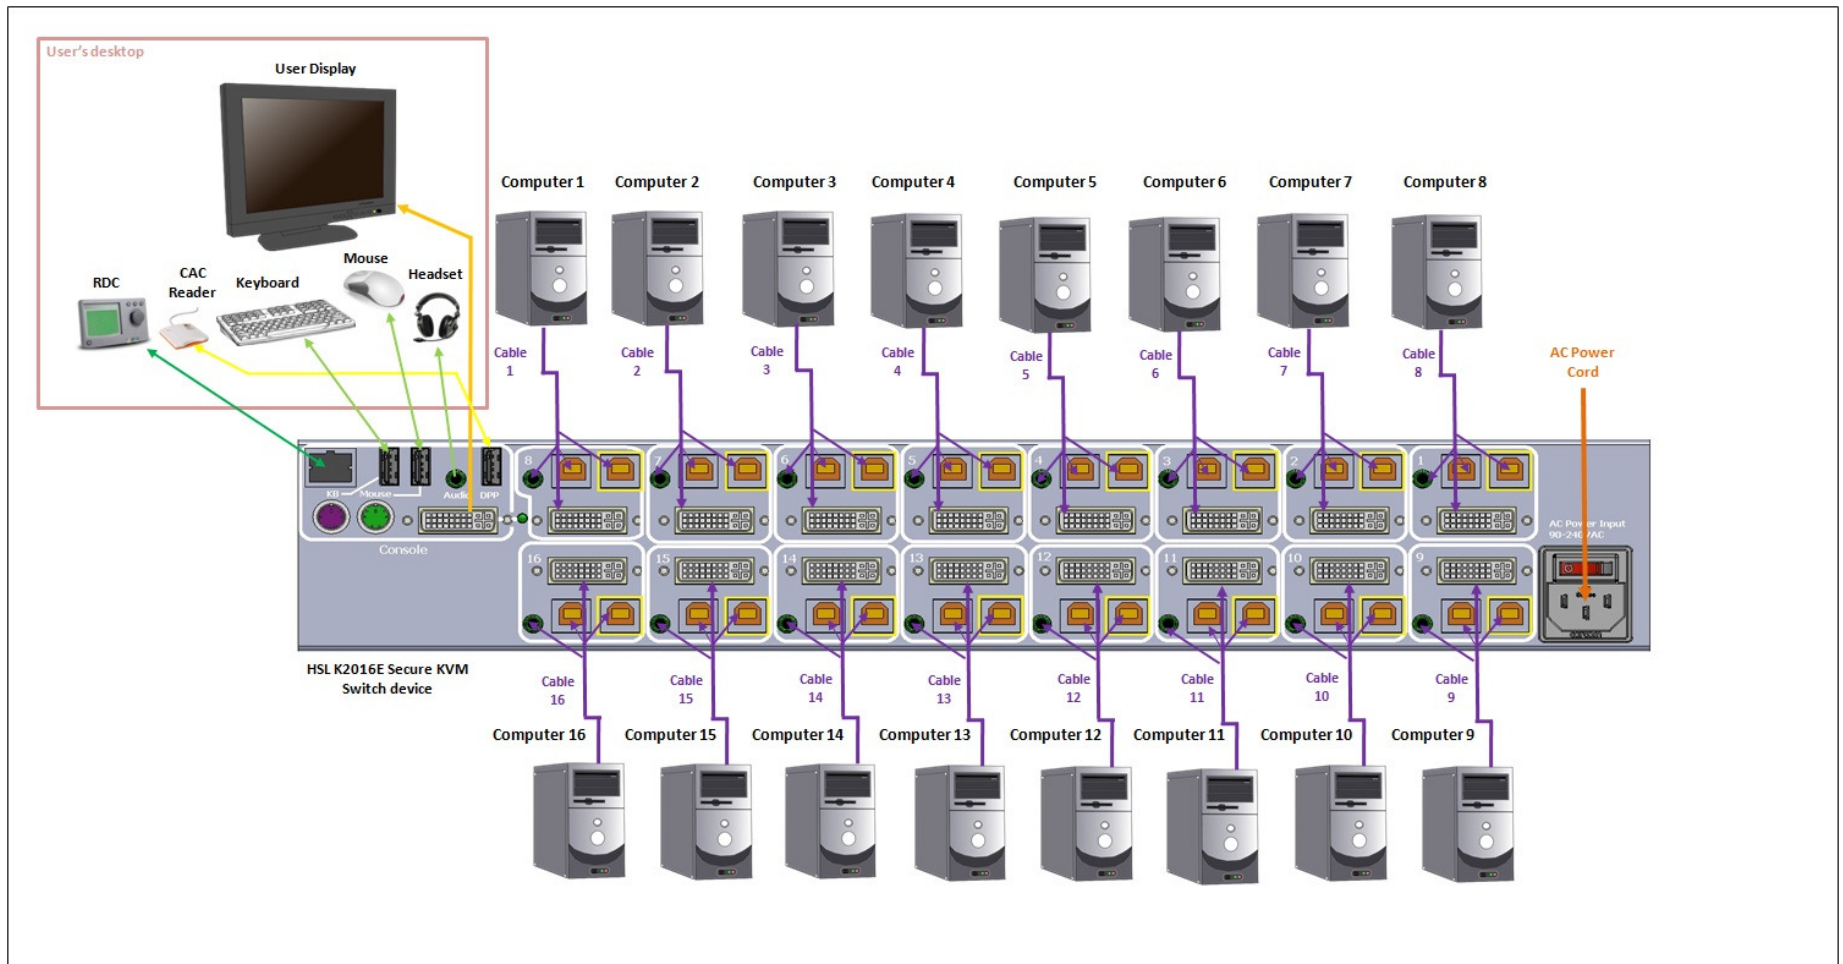 User's desktop
User Display
RDC
CAC
Reader
Keyboard
Mouse
Headset
Computer 1
Computer 2
Computer 3
Computer 4
Computer 5
Computer 6
Computer 7
Computer 8
Cable
1
Cable
2
Cable
3
Cable
4
Cable
5
Cable
6
Cable
7
Cable
8
AC Power
Cord
KB
Mouse
Audio
DPP
Console
8
7
6
5
4
3
2
1
AC Power Input
90-240VAC
16
15
14
13
12
11
10
9
HSL K2016E Secure KVM
Switch device
Cable
16
Cable
15
Cable
14
Cable
13
Cable
12
Cable
11
Cable
10
Cable
9
Computer 16
Computer 15
Computer 14
Computer 13
Computer 12
Computer 11
Computer 10
Computer 9